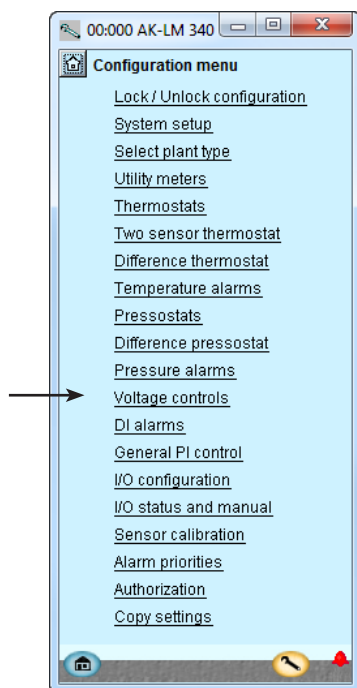 00:000 AK-LM 340
Configuration menu
Lock / Unlock configuration
System setup
Select plant type
Utility meters
Thermostats
Two sensor thermostat
Difference thermostat
Temperature alarms
Pressostats
Difference pressostat
Pressure alarms
Voltage controls
DI alarms
General PI control
I/O configuration
I/O status and manual
Sensor calibration
Alarm priorities
Authorization
Copy settings